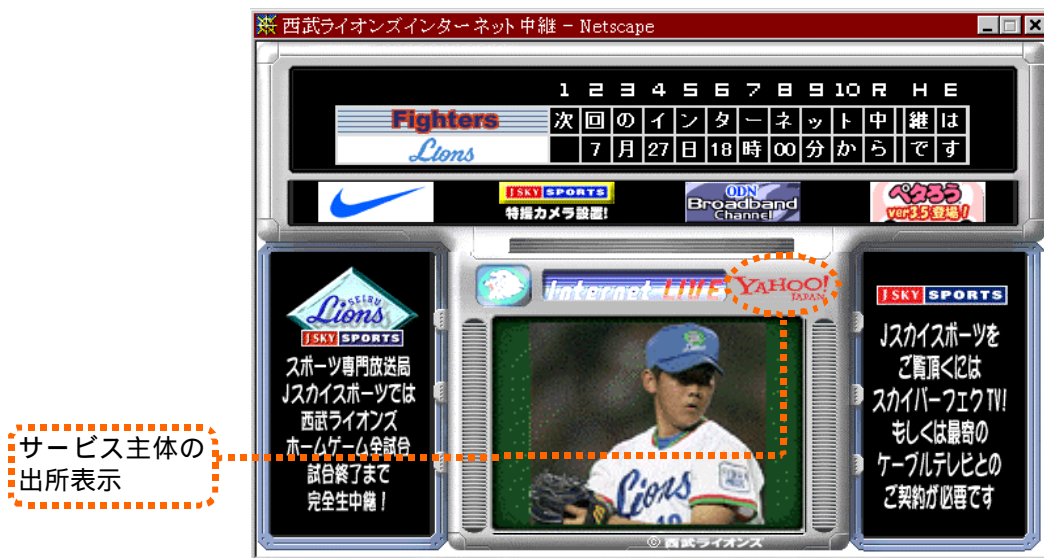 西武ライオンズインターネット中継 - Netscape
1 2 3 4 5 6 7 8 9 10 R H E
Fighters 次回のインターネット中継は
Lions 7月27日18時00分からです
J SKY SPORTS
特撮カメラ設置!
ODN
Broadband
Channel
ペタろう
ver3.5登場!
Internet LIVE YAHOO!
JAPAN
SEIBU
Lions
J SKY SPORTS
スポーツ専門放送局
Jスカイスポーツでは
西武ライオンズ
ホームゲーム全試合
試合終了まで
完全生中継!
Lions
J SKY SPORTS
Jスカイスポーツを
ご覧頂くには
スカイパーフェクTV!
もしくは最寄の
ケーブルテレビとの
ご契約が必要です
サービス主体の
出所表示
© 西武ライオンズ